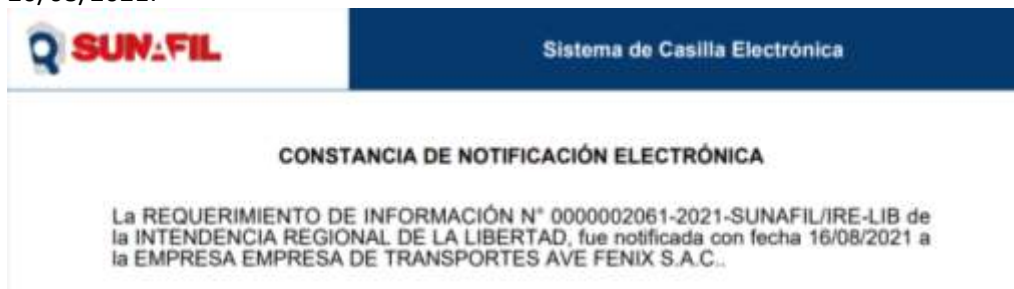 SUNAFIL
Sistema de Casilla Electrónica
CONSTANCIA DE NOTIFICACIÓN ELECTRÓNICA
La REQUERIMIENTO DE INFORMACIÓN N° 0000002061-2021-SUNAFIL/IRE-LIB de
la INTENDENCIA REGIONAL DE LA LIBERTAD, fue notificada con fecha 16/08/2021 a
la EMPRESA EMPRESA DE TRANSPORTES AVE FENIX S.A.C..